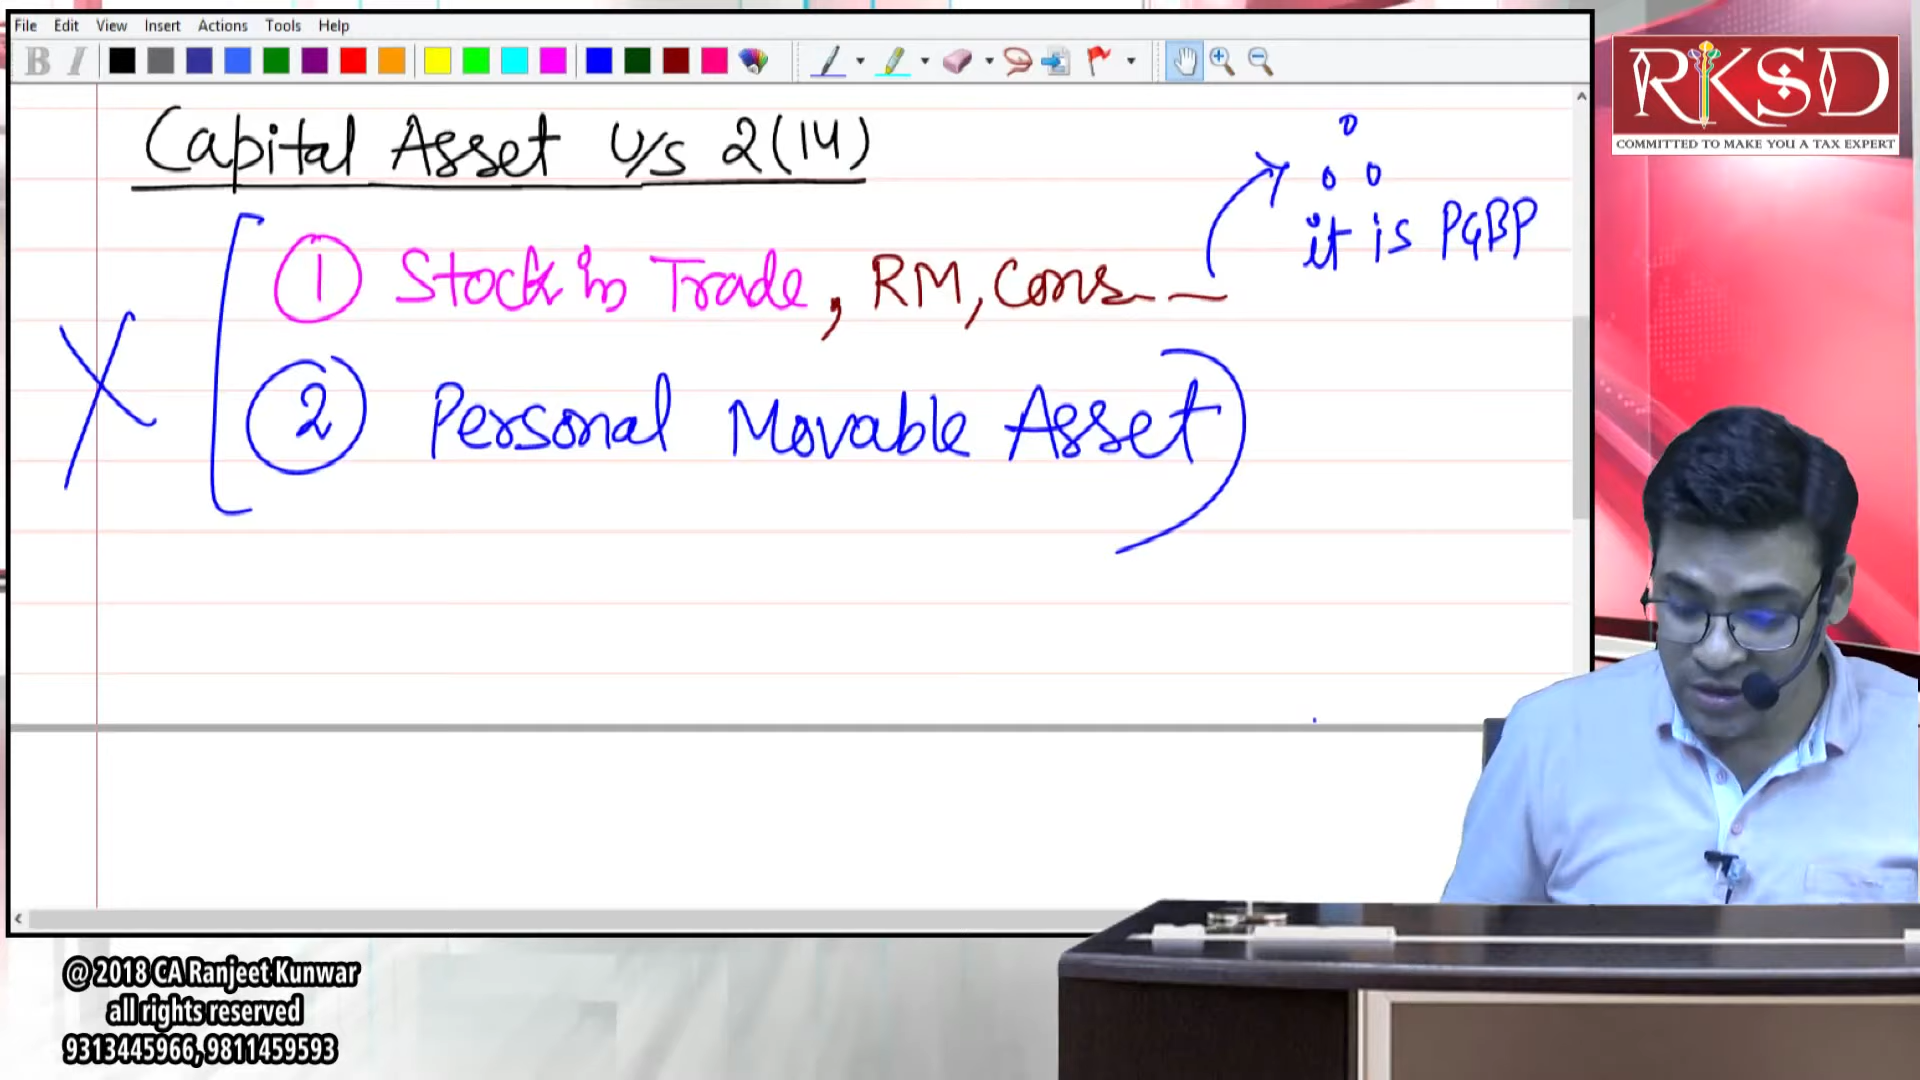 File Edit View Insert Actions Tools Help
B I
RKSD
COMMITTED TO MAKE YOU A TAX EXPERT
Capital Asset U/s 2(14)
∵ it is PGBP
① Stock in Trade, RM, Cons
② Personal Movable Asset
X
@ 2018 CA Ranjeet Kunwar
all rights reserved
9313445966, 9811459593